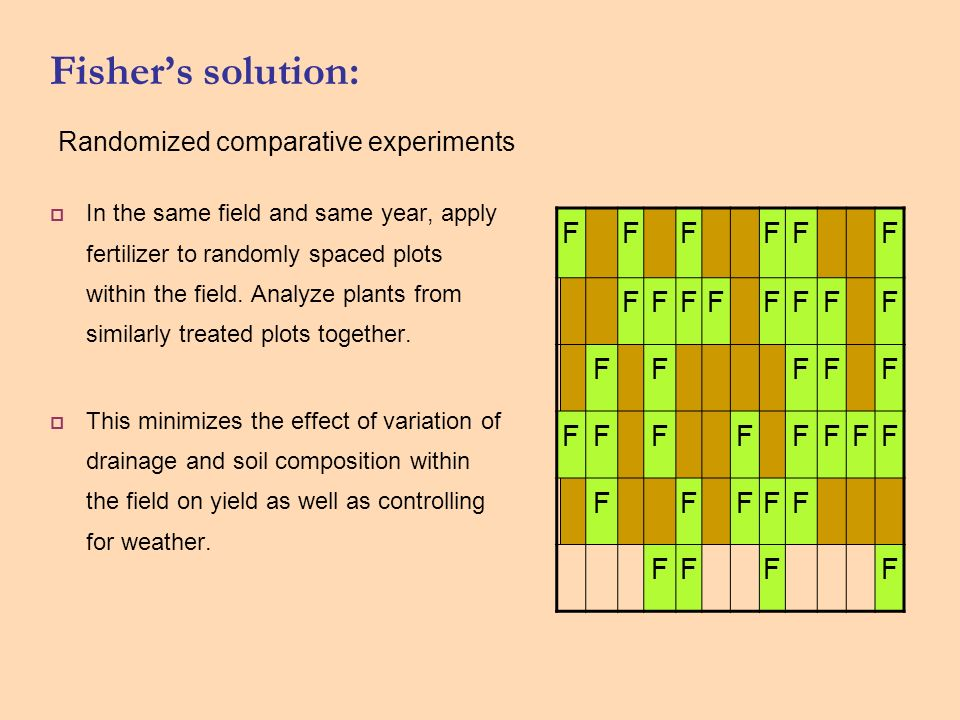 Fisher’s solution:
Randomized comparative experiments
In the same field and same year, apply
fertilizer to randomly spaced plots
within the field. Analyze plants from
similarly treated plots together.
This minimizes the effect of variation of
drainage and soil composition within
the field on yield as well as controlling
for weather.
F F F F F F
F F F F F F F F
F F F F F
F F F F F F F F
F F F F F
F F F F